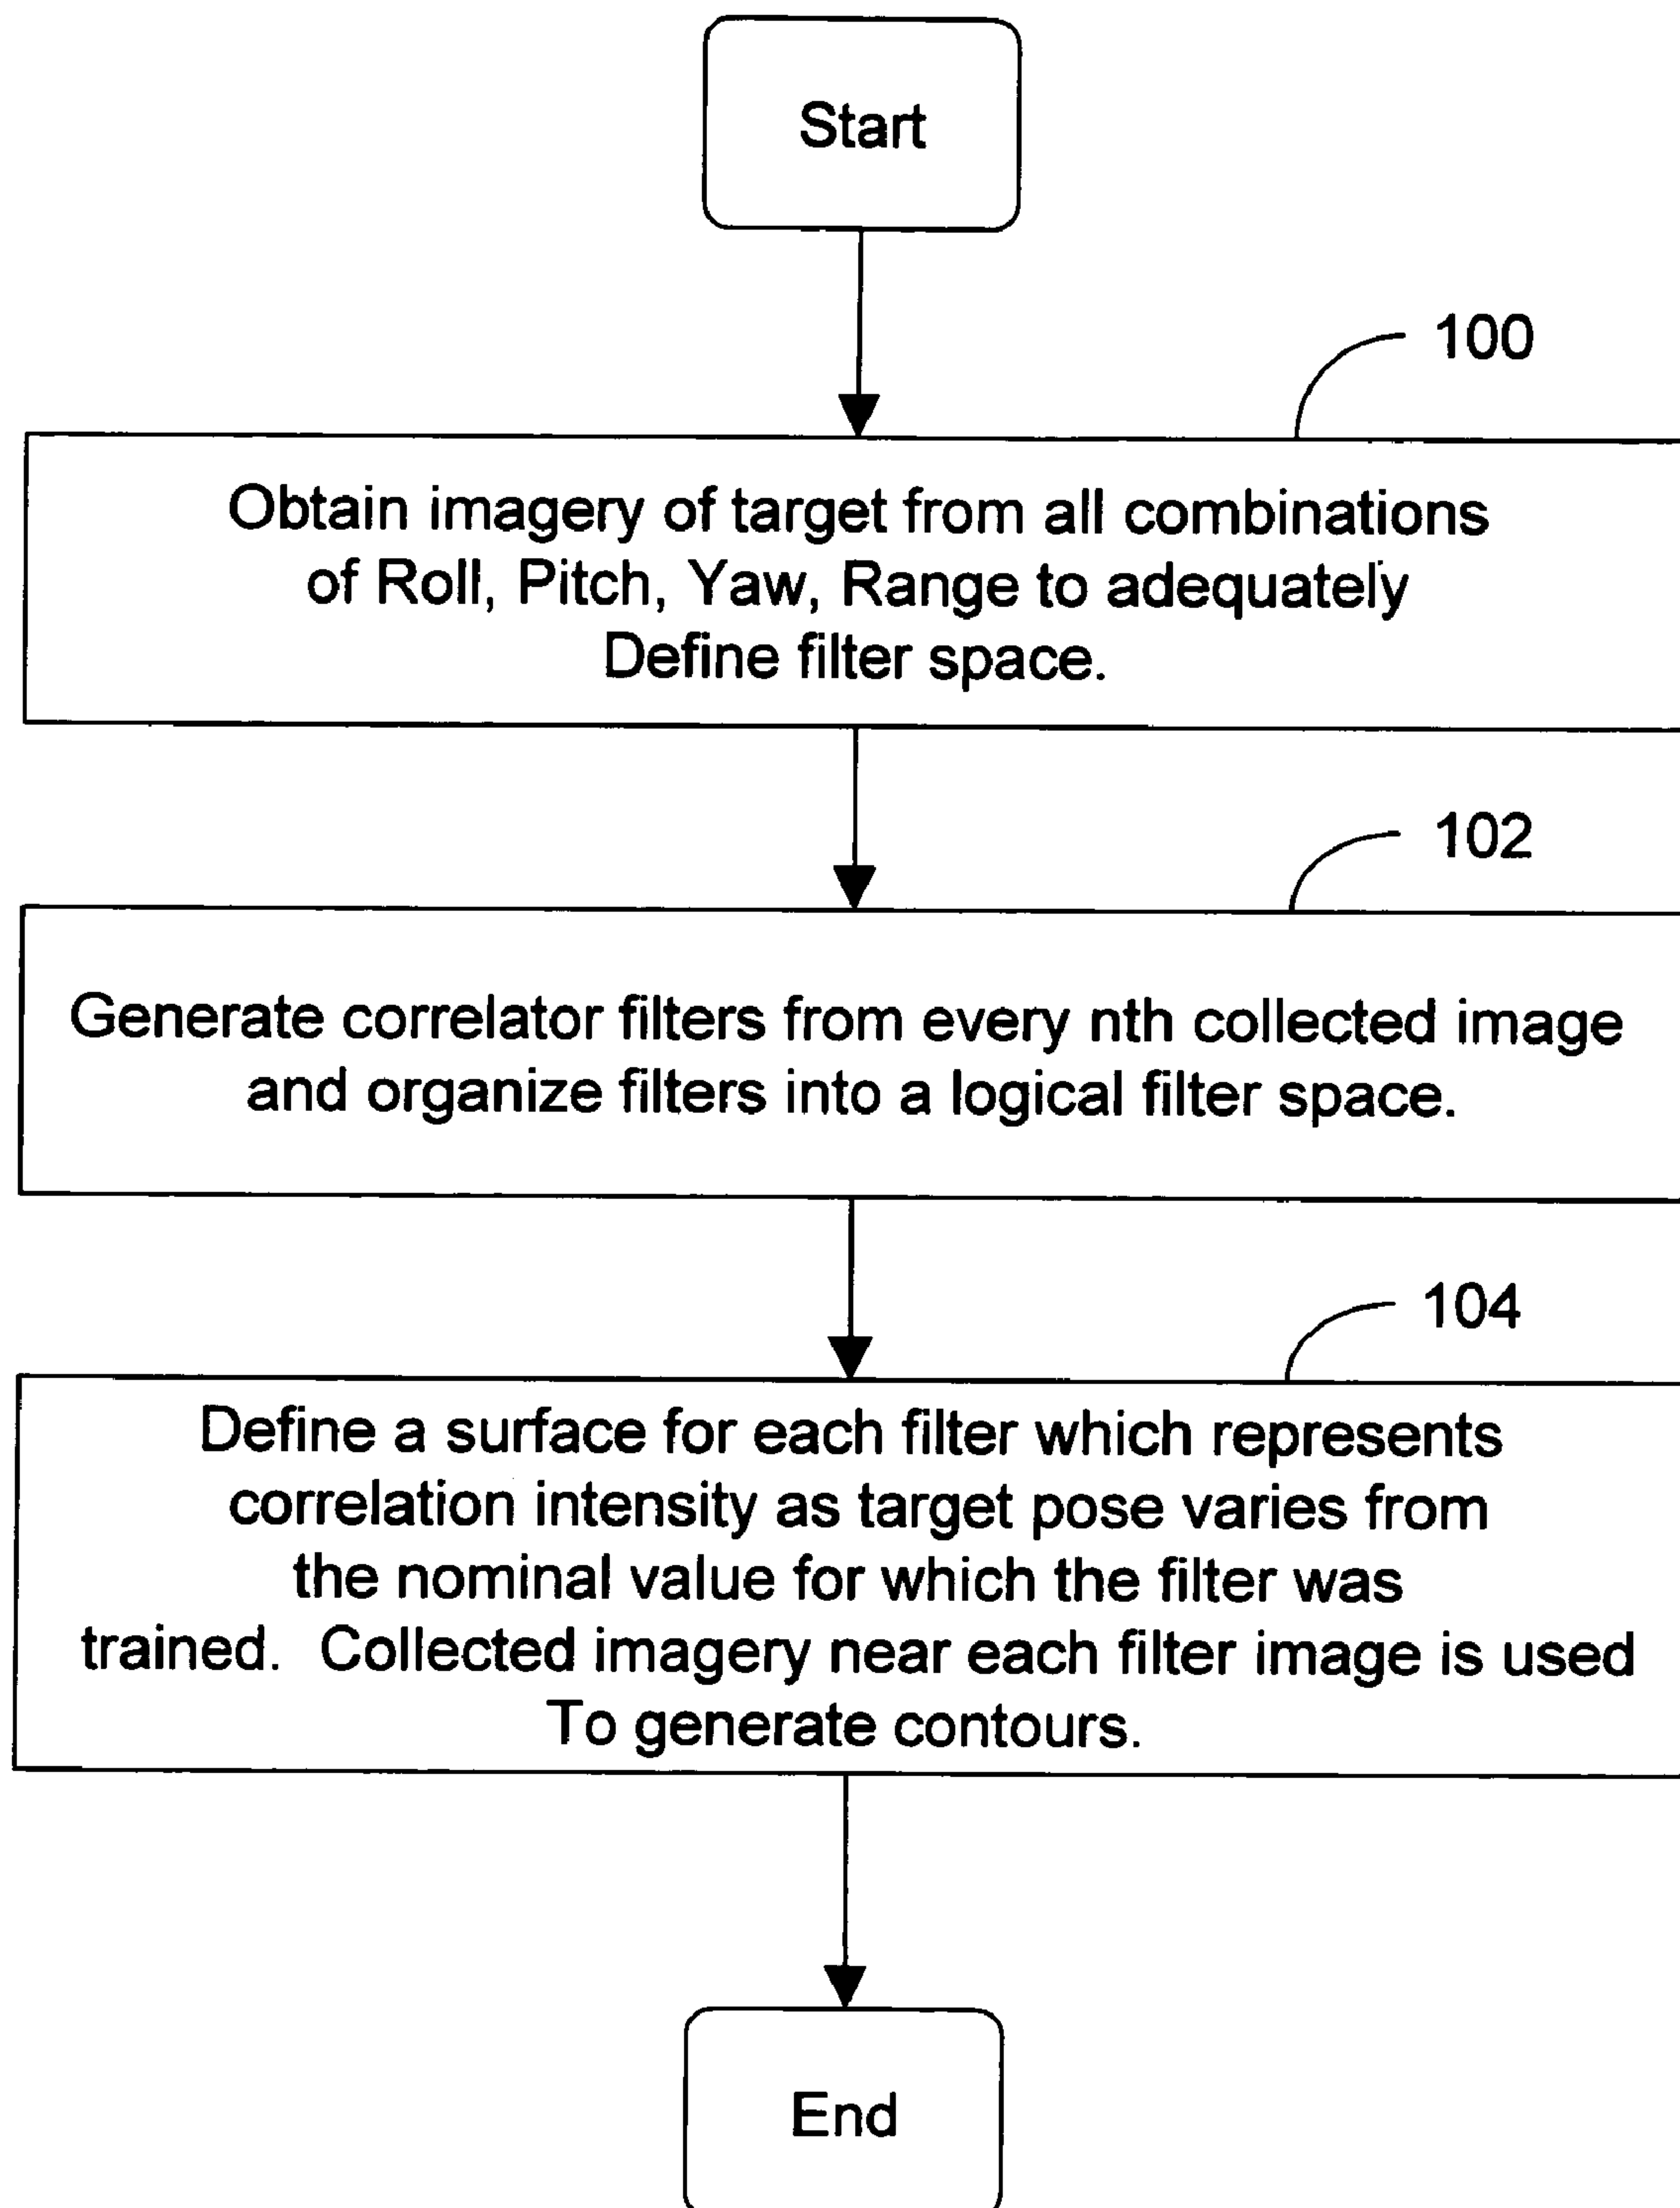 Start
100
Obtain imagery of target from all combinations
of Roll, Pitch, Yaw, Range to adequately
Define filter space.
102
Generate correlator filters from every nth collected image
and organize filters into a logical filter space.
104
Define a surface for each filter which represents
correlation intensity as target pose varies from
the nominal value for which the filter was
trained.  Collected imagery near each filter image is used
To generate contours.
End